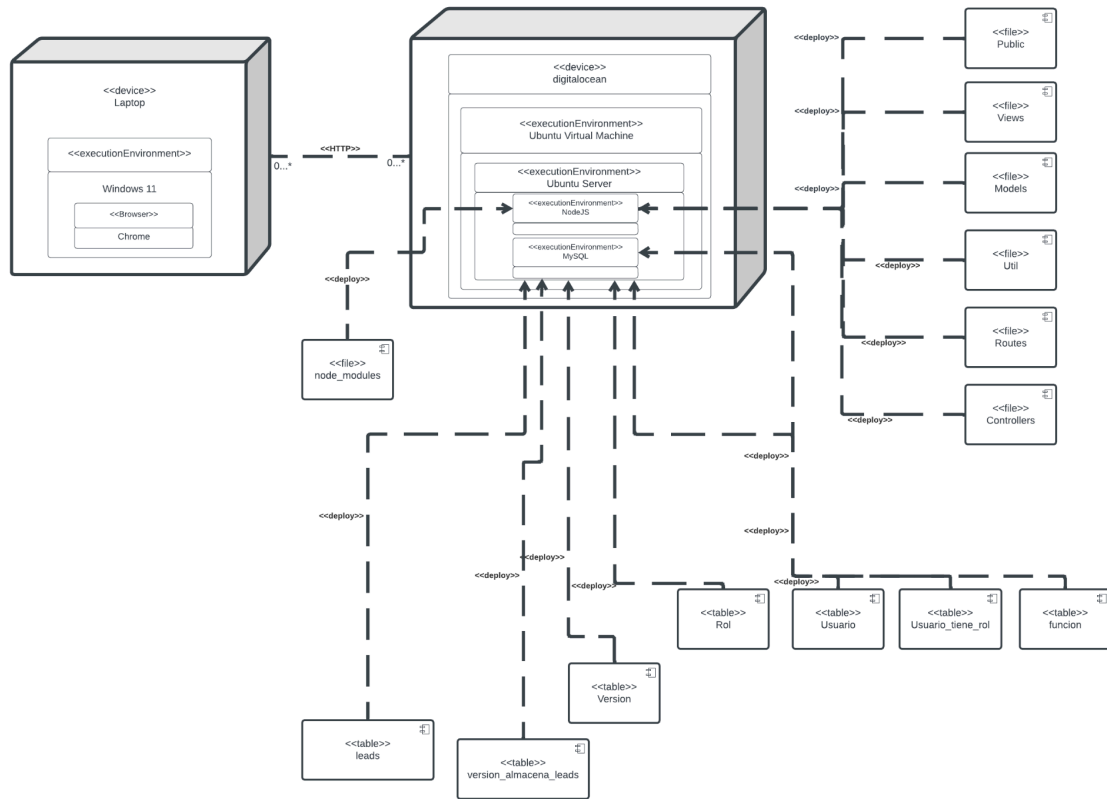 <<device>>
Laptop
<<executionEnvironment>>
Windows 11
<<Browser>>
Chrome
<<HTTP>>
0...*
0...*
<<device>>
digitalocean
<<executionEnvironment>>
Ubuntu Virtual Machine
<<executionEnvironment>>
Ubuntu Server
<<executionEnvironment>>
NodeJS
<<executionEnvironment>>
MySQL
<<deploy>>
<<file>>
Public
<<deploy>>
<<file>>
Views
<<deploy>>
<<file>>
Models
<<deploy>>
<<file>>
Util
<<deploy>>
<<file>>
Routes
<<deploy>>
<<file>>
Controllers
<<deploy>>
<<file>>
node_modules
<<deploy>>
<<deploy>>
<<deploy>>
<<deploy>>
<<deploy>>
<<deploy>>
<<deploy>>
<<table>>
Rol
<<table>>
Usuario
<<table>>
Usuario_tiene_rol
<<table>>
funcion
<<table>>
Version
<<table>>
leads
<<table>>
version_almacena_leads